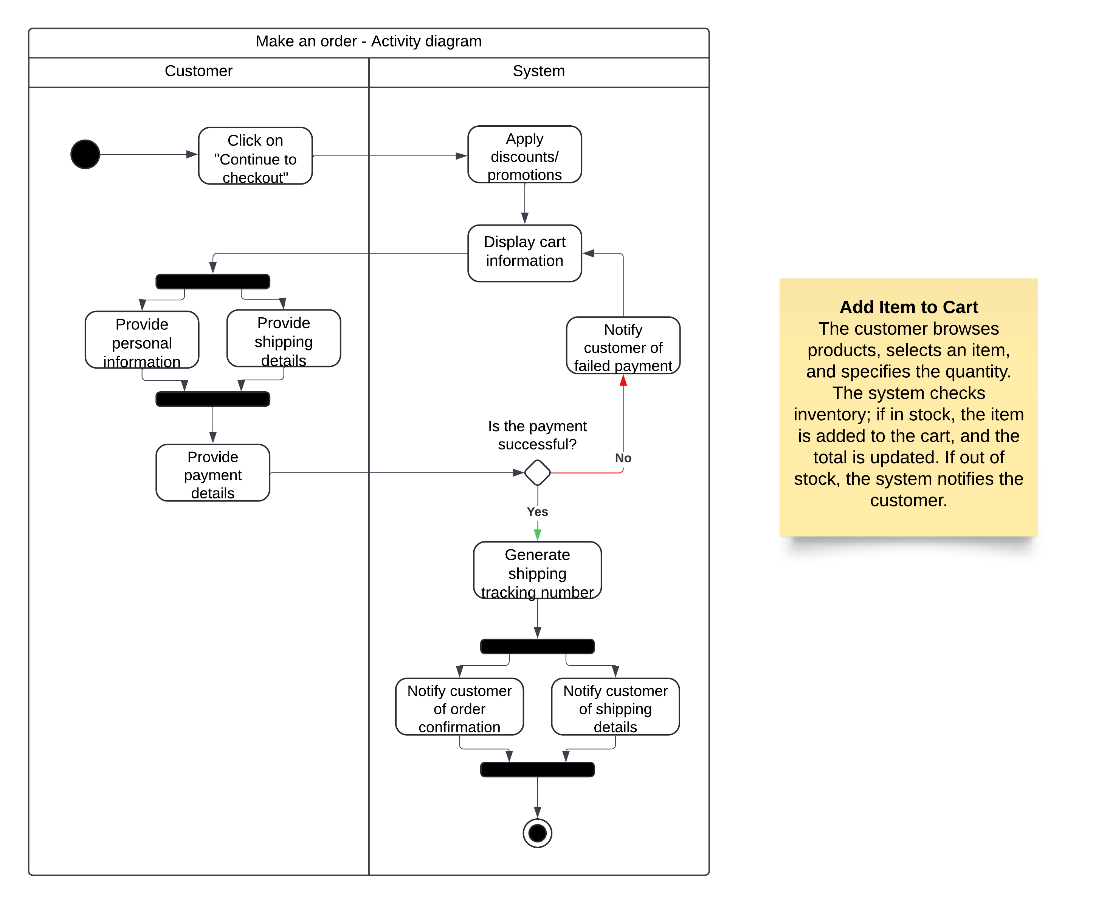 Make an order - Activity diagram
Customer
System
Click on
"Continue to
checkout"
Apply
discounts/
promotions
Display cart
information
Provide
personal
information
Provide
shipping
details
Notify
customer of
failed payment
Is the payment
successful?
No
Provide
payment
details
Yes
Generate
shipping
tracking number
Notify customer
of order
confirmation
Notify customer
of shipping
details
Add Item to Cart
The customer browses
products, selects an item,
and specifies the quantity.
The system checks
inventory; if in stock, the item
is added to the cart, and the
total is updated. If out of
stock, the system notifies the
customer.